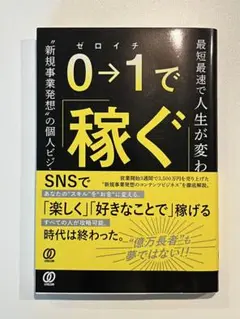 最短最速で人生が変わ
ゼロイチ
0→1で
「稼ぐ
"新規事業発想"の個人ビジ
SNSで
営業開始5週間で3,500万円を売り上げた
"新規事業発想のコンテンツビジネス"を徹底解説。
あなたの"スキル"を"お金"に変える。
「楽しく」「好きなことで」稼げる
すべての人が攻略可能。
時代は終わった。
"億万長者"も
夢ではない!!